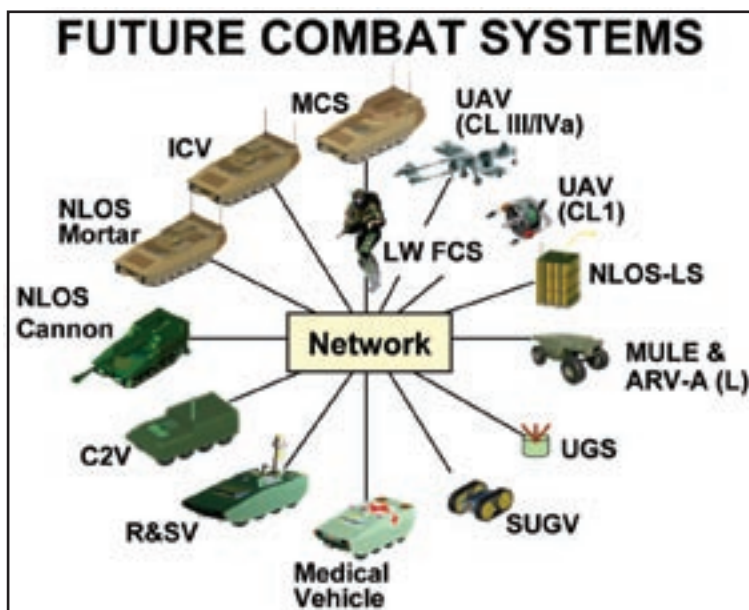 FUTURE COMBAT SYSTEMS
MCS
UAV
(CL III/IVa)
ICV
UAV
(CL1)
NLOS
Mortar
LW FCS
NLOS-LS
NLOS
Cannon
Network
MULE &
ARV-A (L)
C2V
UGS
R&SV
SUGV
Medical
Vehicle